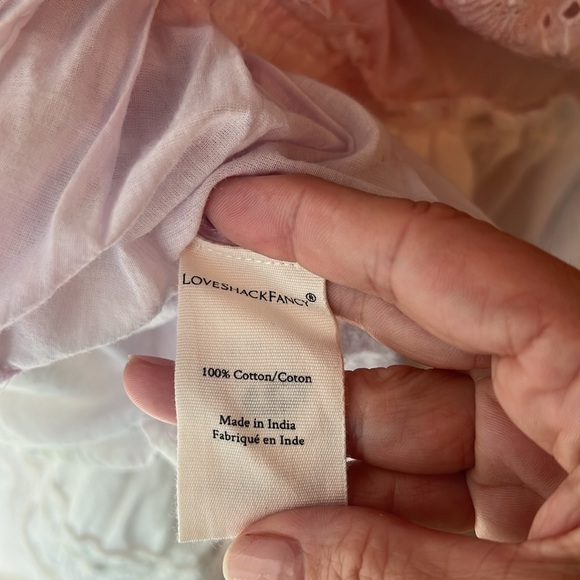 LOVESHACKFANCY®
100% Cotton/Coton
Made in India
Fabriqué en Inde